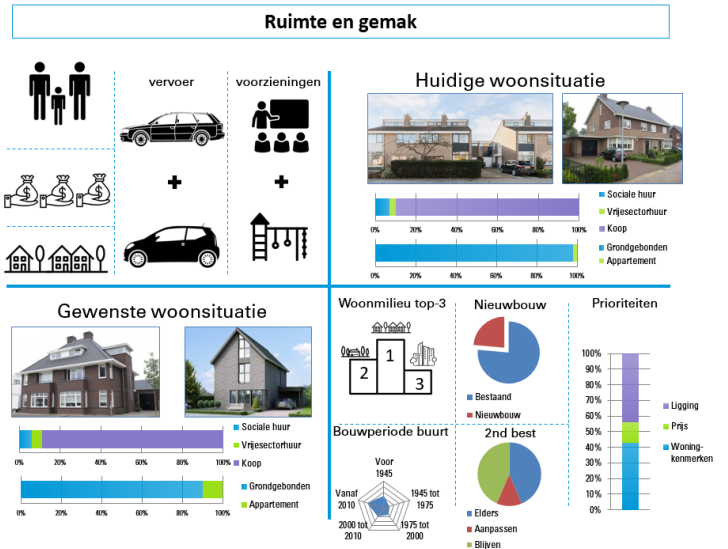 Ruimte en gemak
vervoer
voorzieningen
+
+
Huidige woonsituatie
Sociale huur
Vrijesectorhuur
Koop
0% 20% 40% 60% 80% 100%
Grondgebonden
Appartement
0% 20% 40% 60% 80% 100%
Gewenste woonsituatie
Sociale huur
Vrijesectorhuur
Koop
0% 20% 40% 60% 80% 100%
Grondgebonden
Appartement
0% 20% 40% 60% 80% 100%
Woonmilieu top-3
1
2
3
Nieuwbouw
Bestaand
Nieuwbouw
Bouwperiode buurt
Voor
1945
1945 tot
1975
1975 tot
2000
2000 tot
2010
Vanaf
2010
2nd best
Elders
Aanpassen
Blijven
Prioriteiten
100%
90%
80%
70%
60%
50%
40%
30%
20%
10%
0%
Ligging
Prijs
Woning-
kenmerken